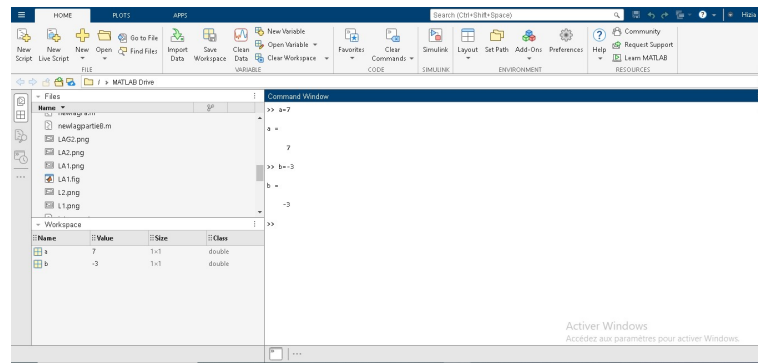 HOME PLOTS APPS Search (Ctrl+Shift+Space) Hizia
New Script
New Live Script
New
Open
Go to File
Find Files
Import Data
Save Workspace
Clean Data
New Variable
Open Variable
Clear Workspace
Favorites
Clear Commands
Simulink
Layout
Set Path
Add-Ons
Preferences
Help
Community
Request Support
Learn MATLAB
FILE VARIABLE CODE SIMULINK ENVIRONMENT RESOURCES
/ > MATLAB Drive
Files
Name
newlagpartieB.m
LAG2.png
LA2.png
LA1.png
LA1.fig
L2.png
L1.png
Workspace
Name Value Size Class
a 7 1×1 double
b -3 1×1 double
Command Window
>> a=7
a =
7
>> b=-3
b =
-3
>>
Activer Windows
Accédez aux paramètres pour activer Windows.